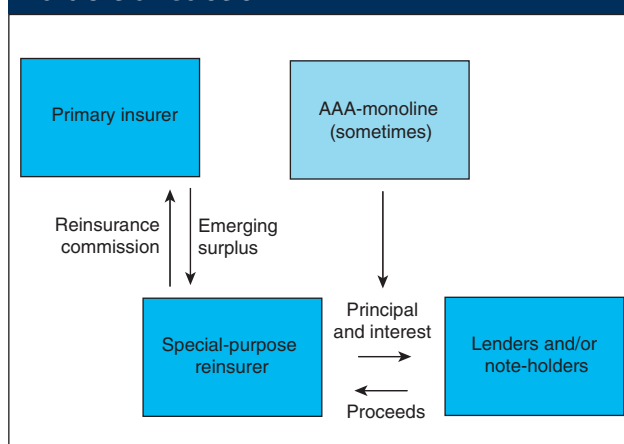 Primary insurer
AAA-monoline
(sometimes)
Reinsurance
commission
Emerging
surplus
Special-purpose
reinsurer
Principal
and interest
Proceeds
Lenders and/or
note-holders